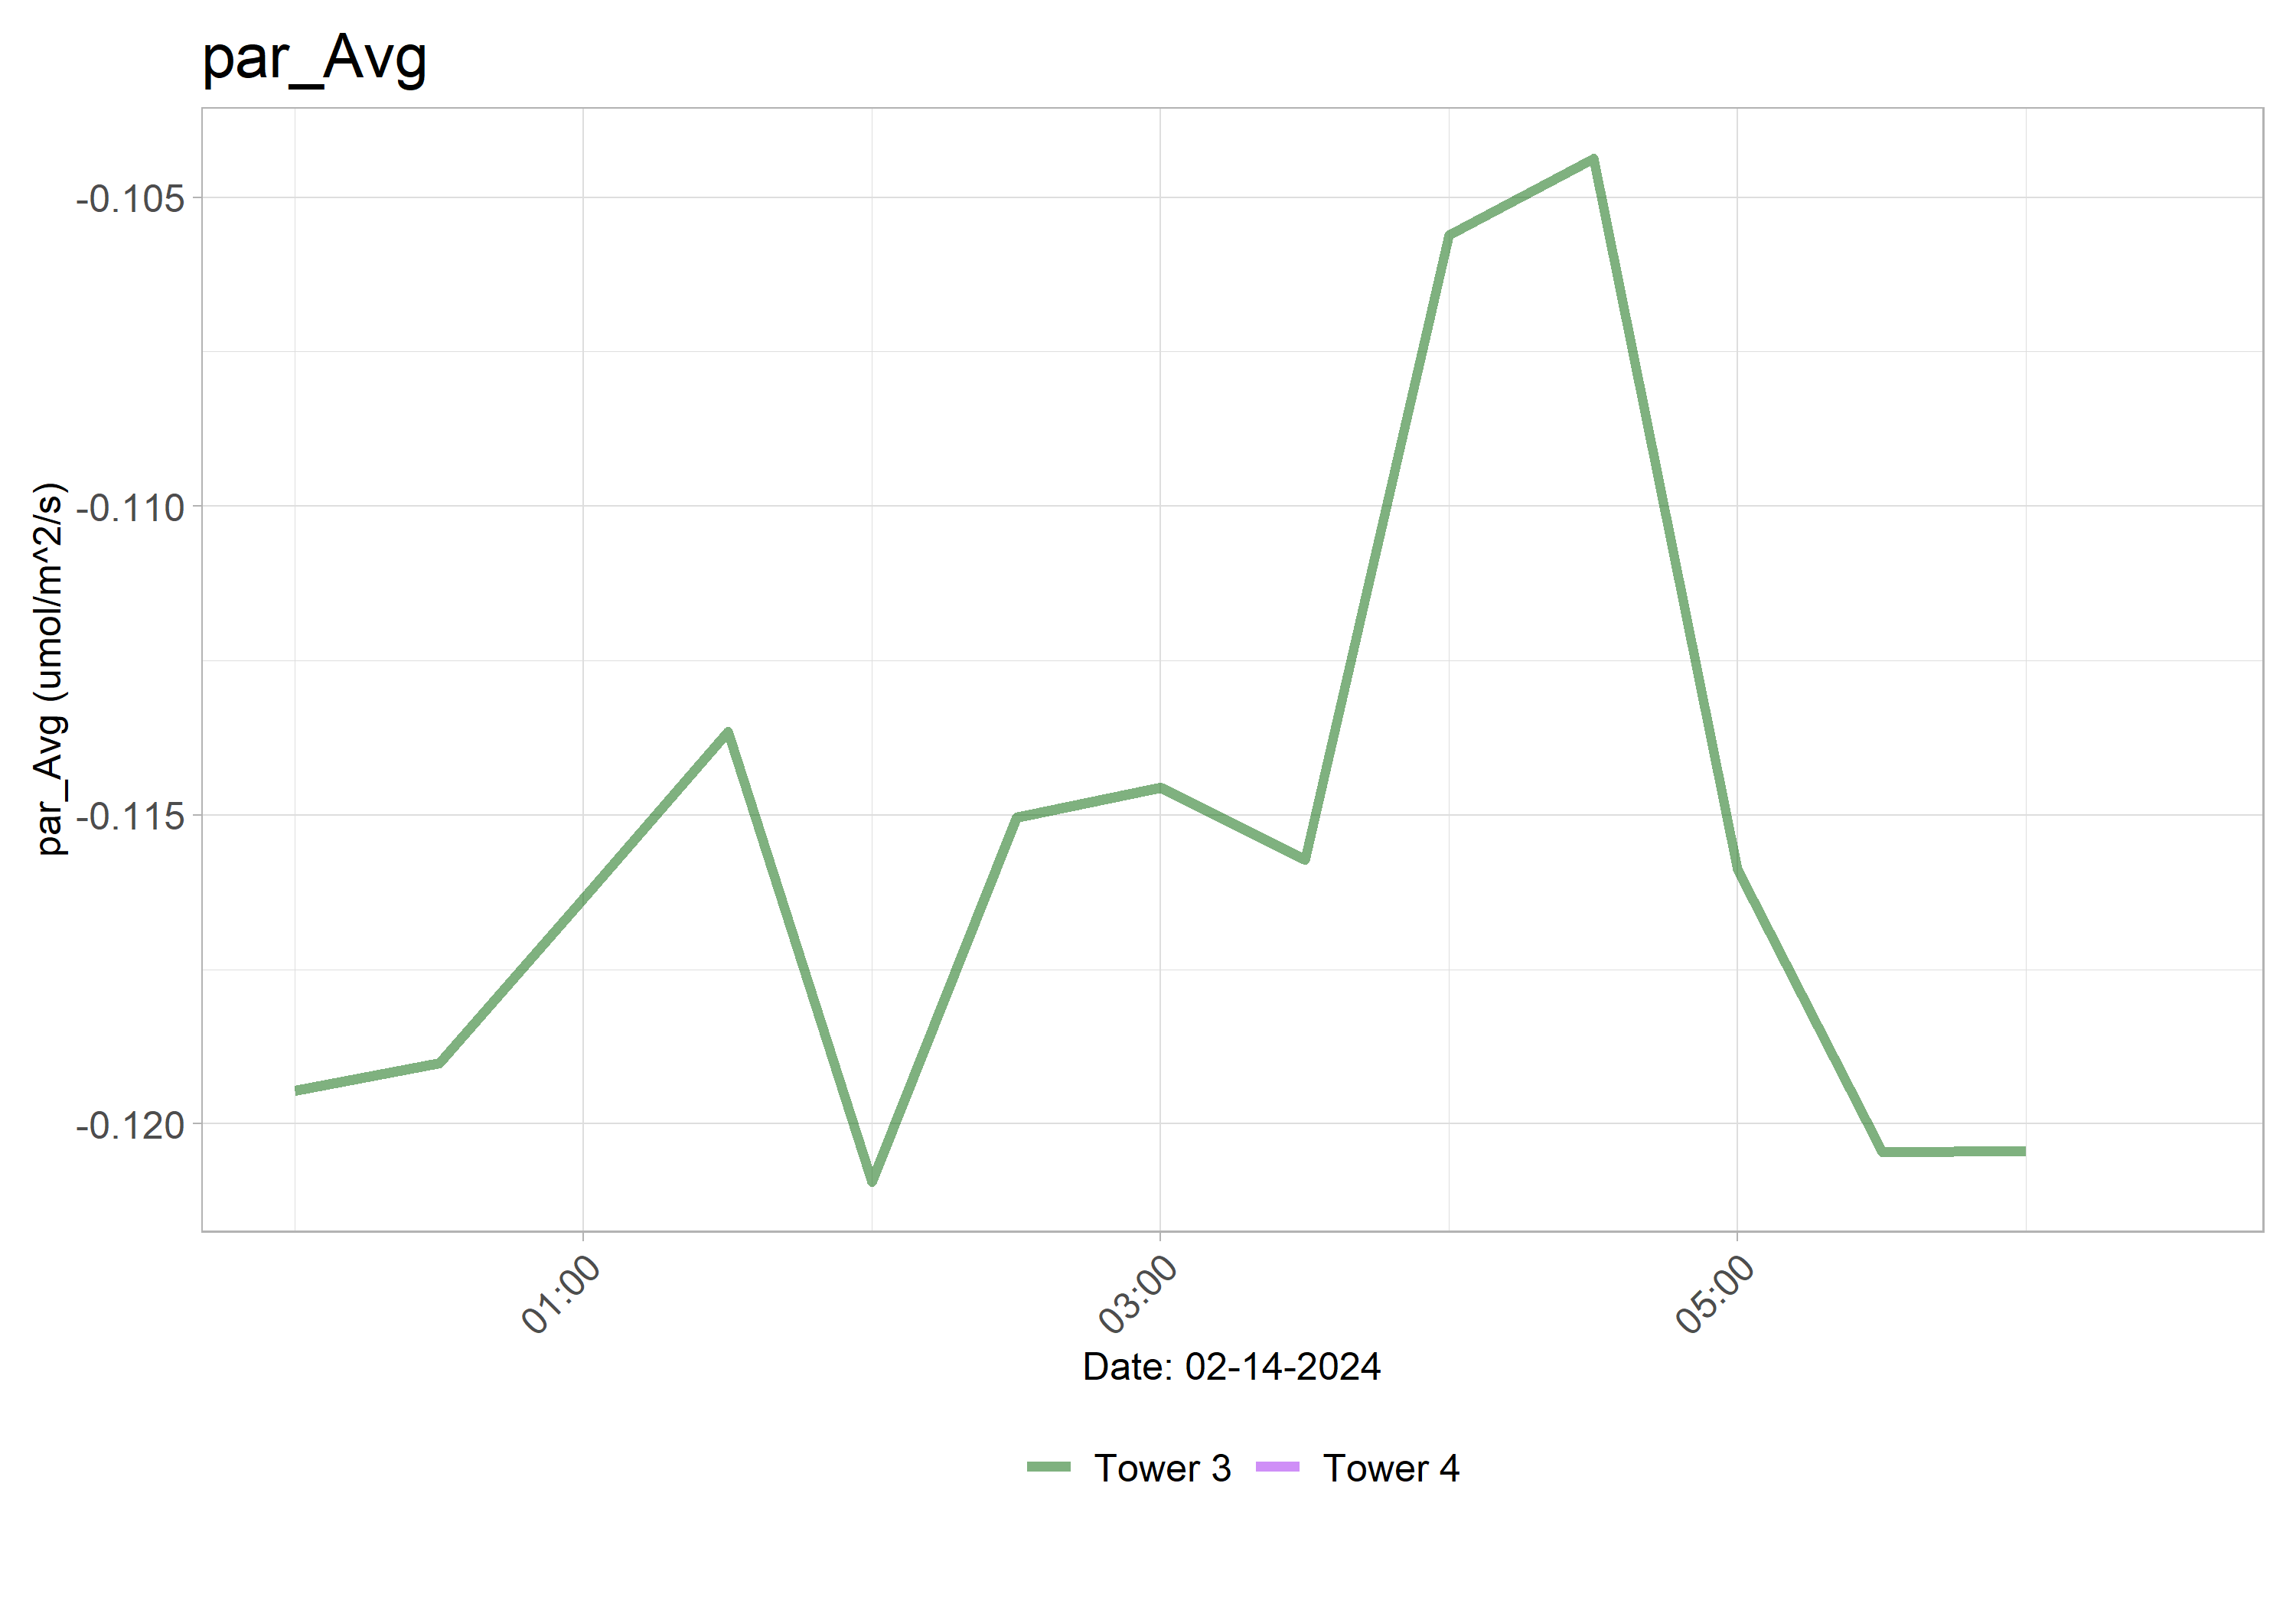 par_Avg
par_Avg (umol/m^2/s)
-0.105
-0.110
-0.115
-0.120
01:00
03:00
05:00
Date: 02-14-2024
Tower 3
Tower 4